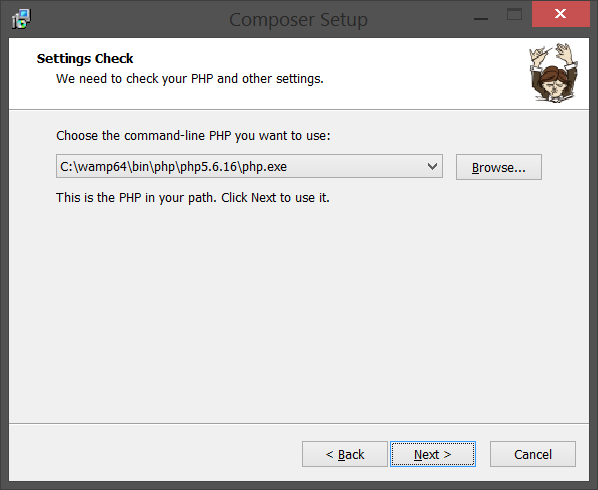 Composer Setup
Settings Check
We need to check your PHP and other settings.
Choose the command-line PHP you want to use:
C:\wamp64\bin\php\php5.6.16\php.exe
Browse...
This is the PHP in your path. Click Next to use it.
< Back
Next >
Cancel